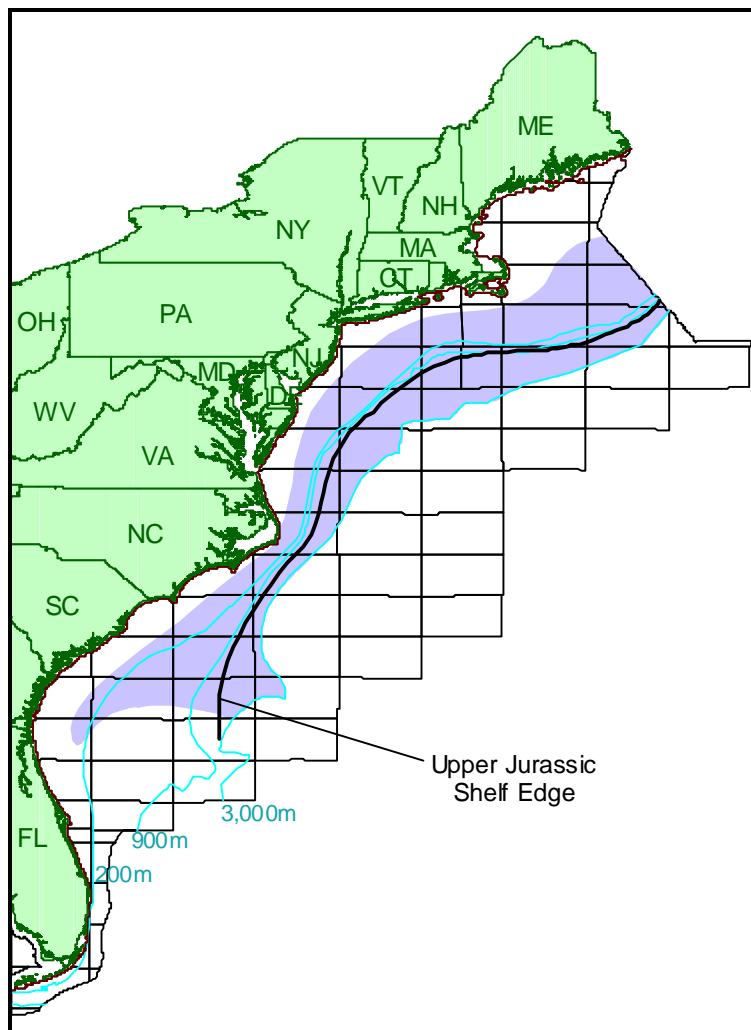 ME
VT
NH
NY
MA
CT
PA
OH
NJ
MD
DE
WV
VA
NC
SC
Upper Jurassic
Shelf Edge
3,000m
900m
FL
200m